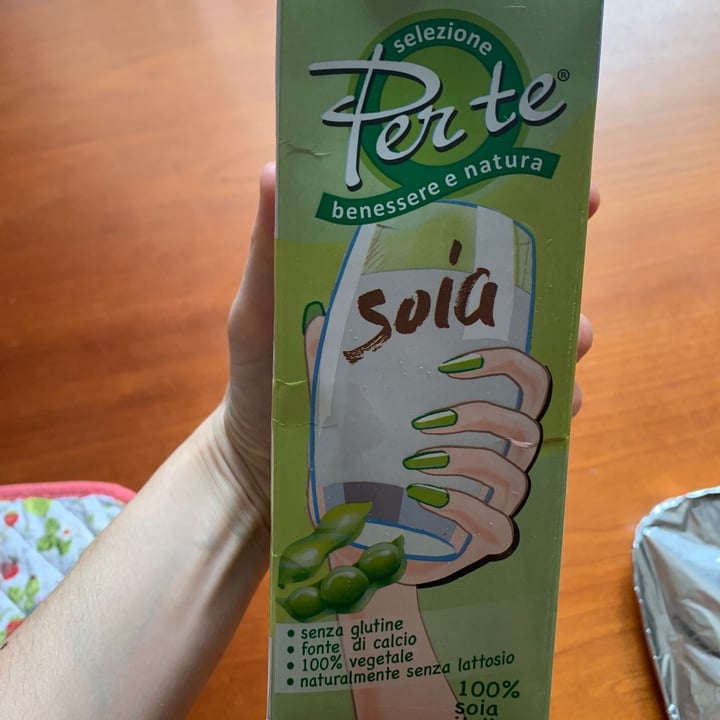 selezione
Per te®
benessere e natura
soia
• senza glutine
• fonte di calcio
• 100% vegetale
• naturalmente senza lattosio
100%
soia